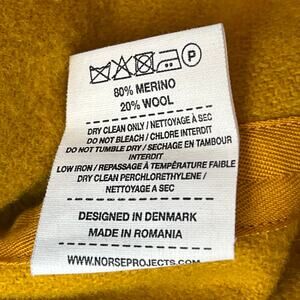 P
80% MERINO
20% WOOL
DRY CLEAN ONLY / NETTOYAGE A SEC
DO NOT BLEACH / CHLORE INTERDIT
DO NOT TUMBLE DRY / SECHAGE EN TAMBOUR
INTERDIT
LOW IRON / REPASSAGE À TEMPÉRATURE FAIBLE
DRY CLEAN PERCHLORETHYLENE /
NETTOYAGE A SEC
DESIGNED IN DENMARK
MADE IN ROMANIA
WWW.NORSEPROJECTS.COM